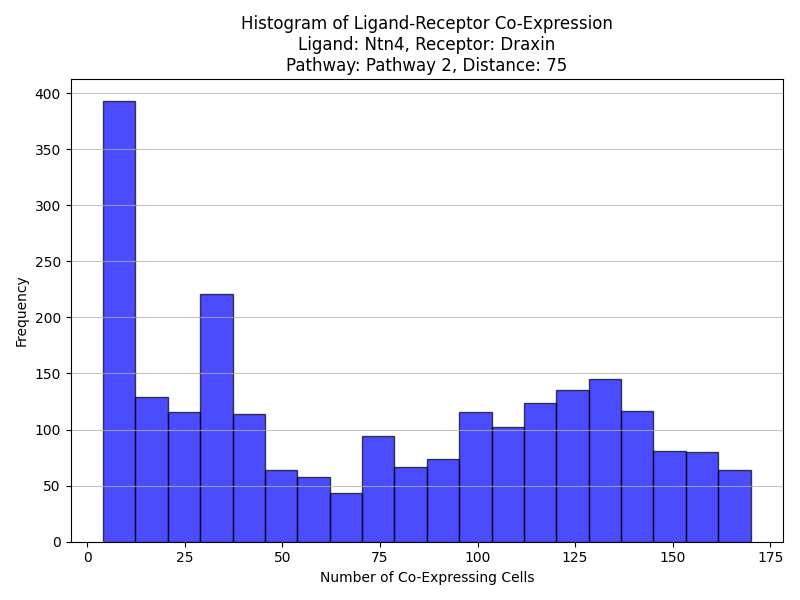 Histogram of Ligand-Receptor Co-Expression
Ligand: Ntn4, Receptor: Draxin
Pathway: Pathway 2, Distance: 75
400
350
300
250
200
150
100
50
0
Frequency
0 25 50 75 100 125 150 175
Number of Co-Expressing Cells